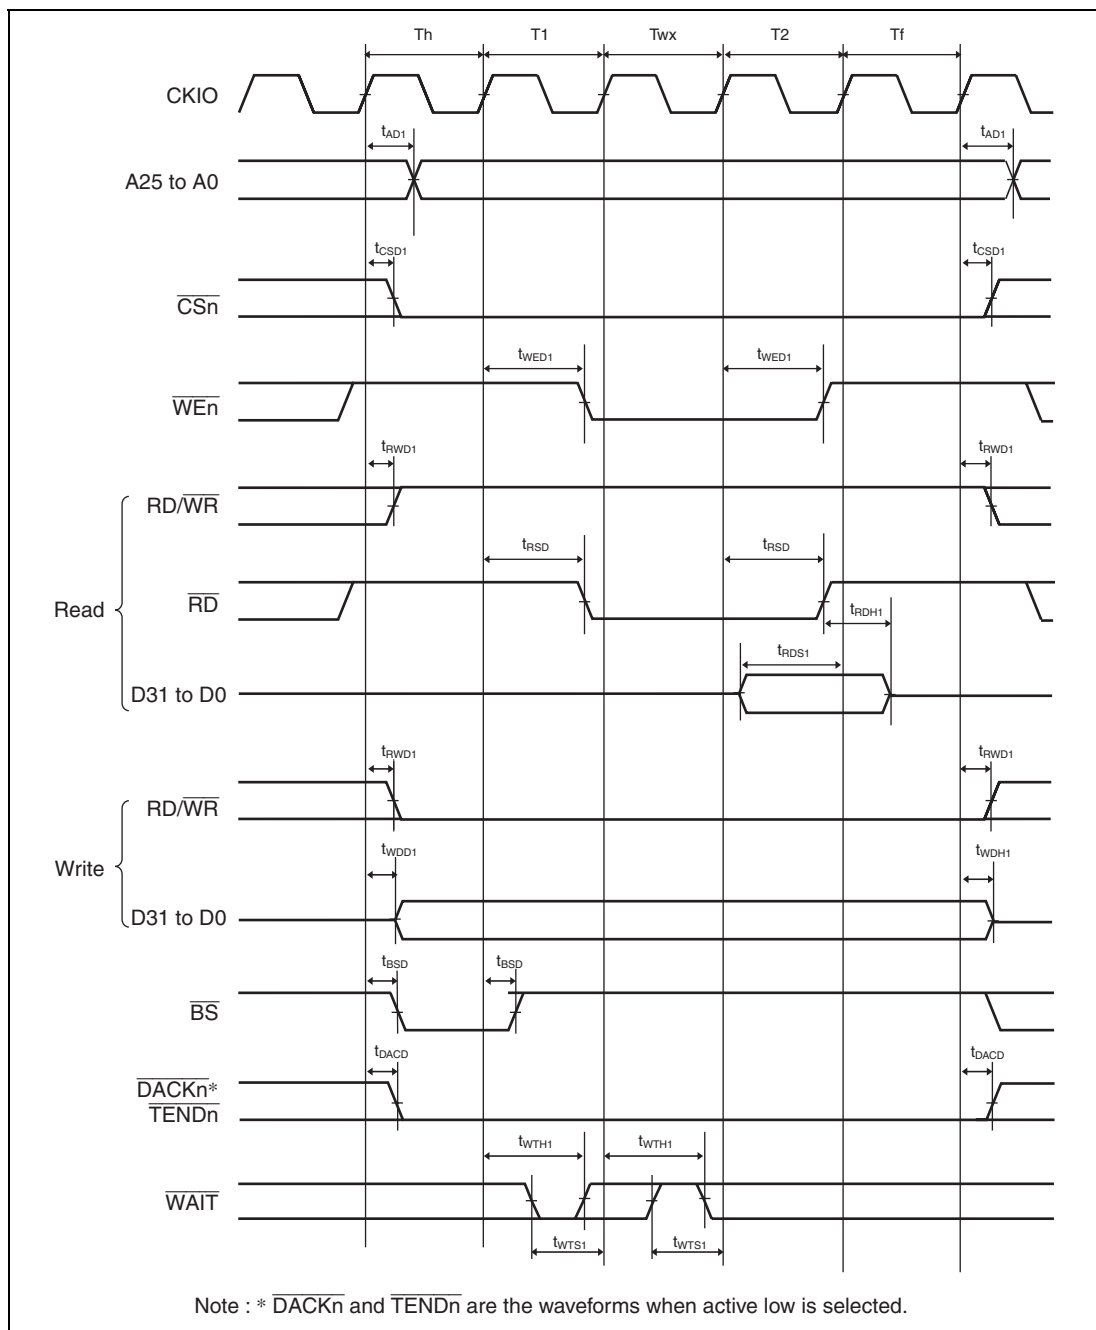 Th T1 Twx T2 Tf
CKIO
tAD1 tAD1
A25 to A0
tCSD1 tCSD1
CSn
tWED1 tWED1
WEn
tRWD1 tRWD1
RD/WR
tRSD tRSD
Read
RD
tRDH1
tRDS1
D31 to D0
tRWD1 tRWD1
RD/WR
Write
tWDD1 tWDH1
D31 to D0
tBSD tBSD
BS
tDACD tDACD
DACKn*
TENDn
tWTH1 tWTH1
WAIT
tWTS1 tWTS1
Note : * DACKn and TENDn are the waveforms when active low is selected.